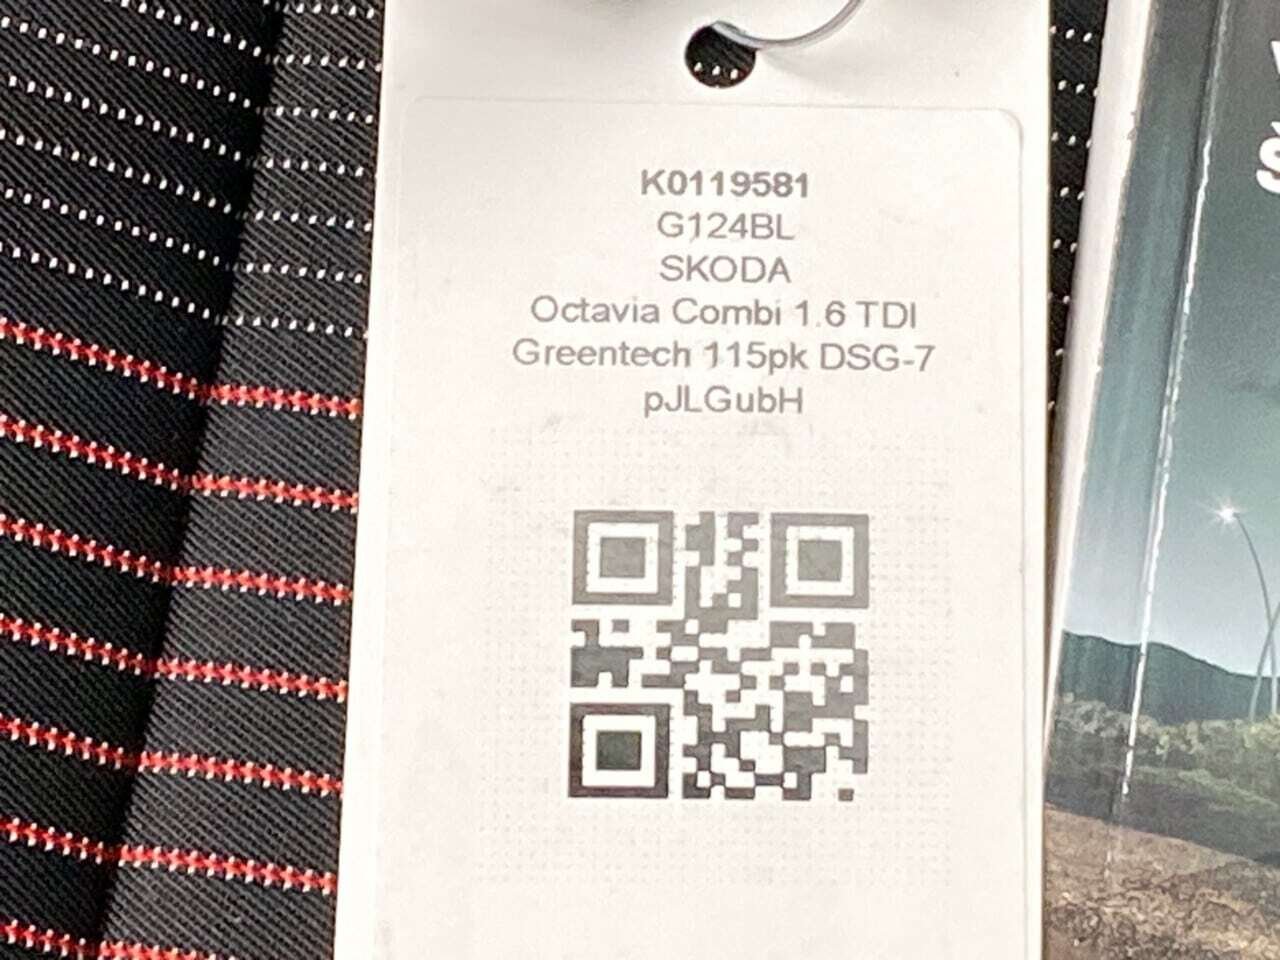 K0119581
G124BL
SKODA
Octavia Combi 1.6 TDI
Greentech 115pk DSG-7
pJLGubH